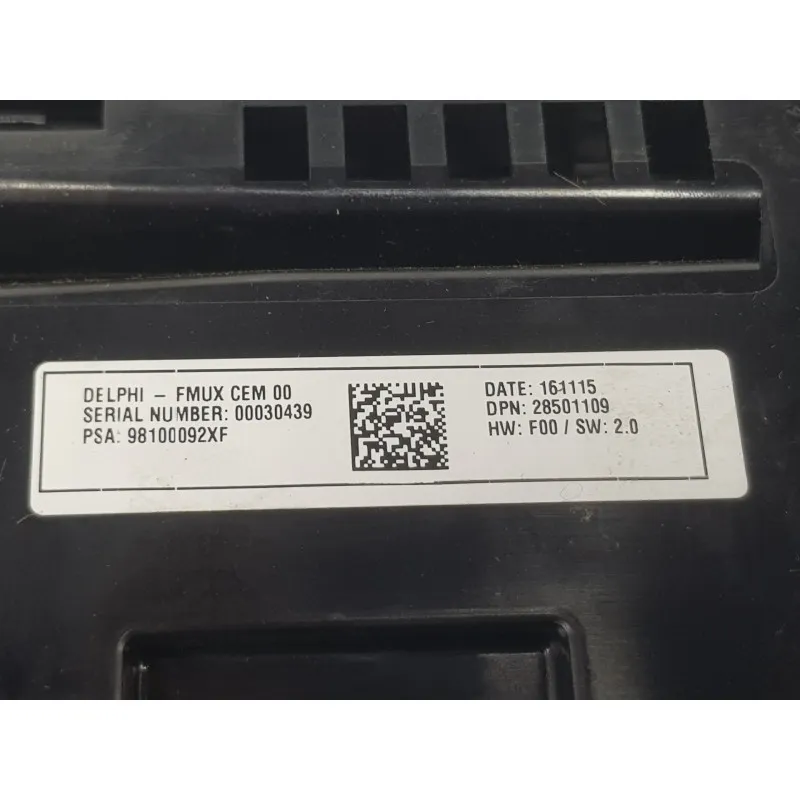 DELPHI - FMUX CEM 00
SERIAL NUMBER: 00030439
PSA: 98100092XF
DATE: 161115
DPN: 28501109
HW: F00 / SW: 2.0